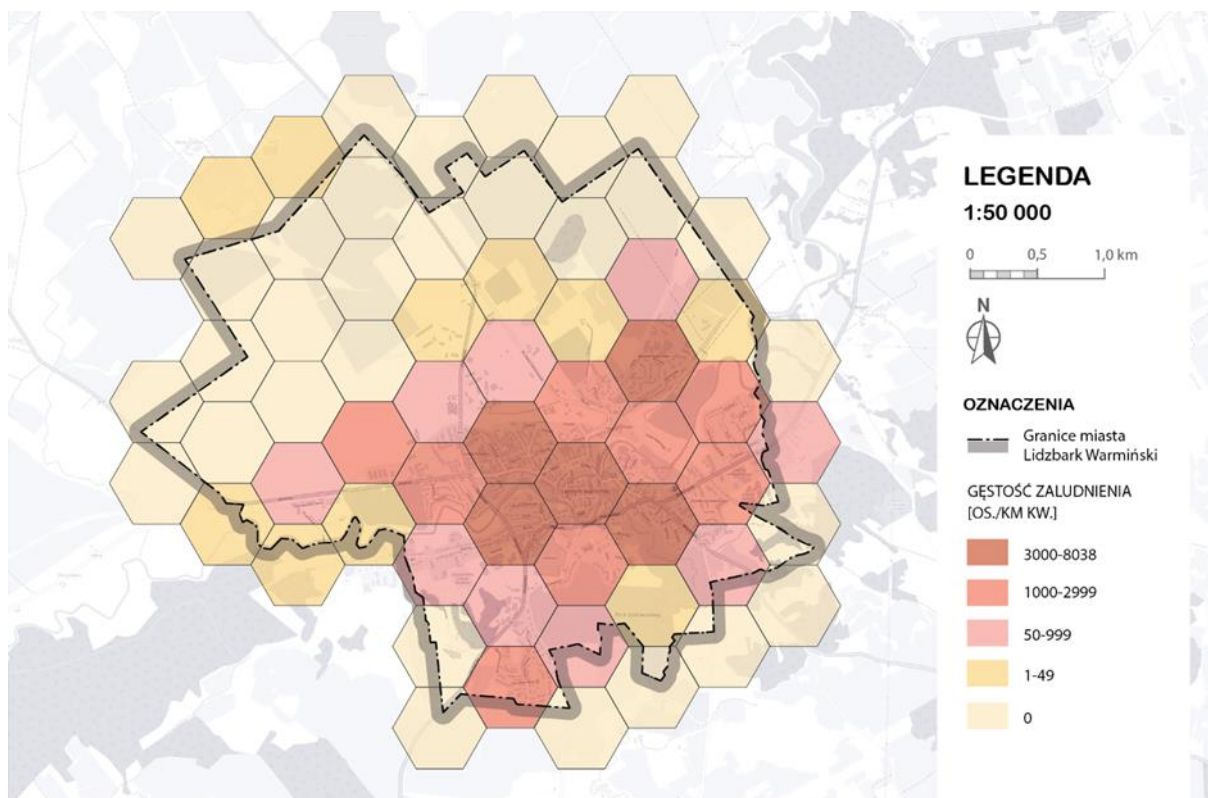 LEGENDA
1:50 000
0 0,5 1,0 km
N
OZNACZENIA
Granice miasta
Lidzbark Warmiński
GĘSTOŚĆ ZALUDNIENIA
[OS./KM KW.]
3000-8038
1000-2999
50-999
1-49
0